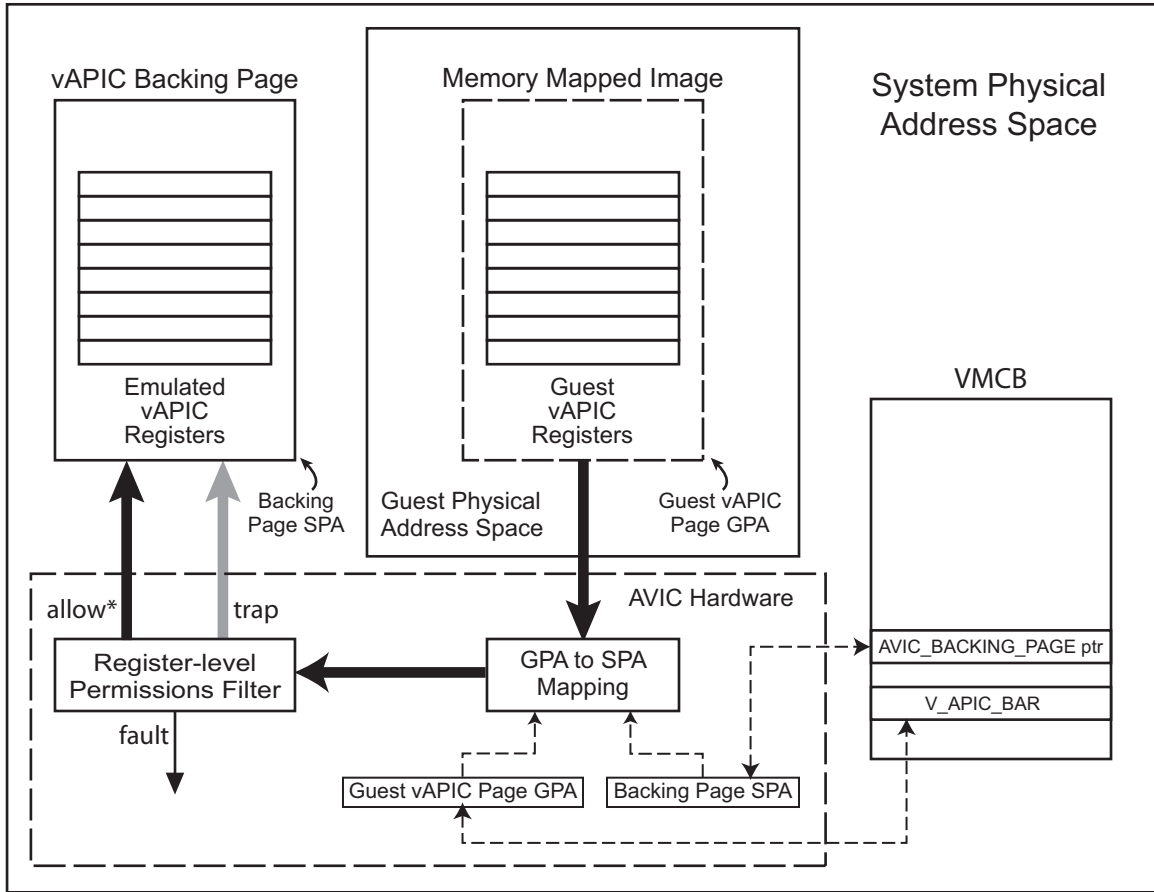 vAPIC Backing Page
Memory Mapped Image
System Physical
Address Space
Emulated
vAPIC
Registers
Guest
vAPIC
Registers
VMCB
Backing
Page SPA
Guest Physical
Address Space
Guest vAPIC
Page GPA
allow*
trap
AVIC Hardware
Register-level
Permissions Filter
GPA to SPA
Mapping
AVIC_BACKING_PAGE ptr
V_APIC_BAR
fault
Guest vAPIC Page GPA
Backing Page SPA